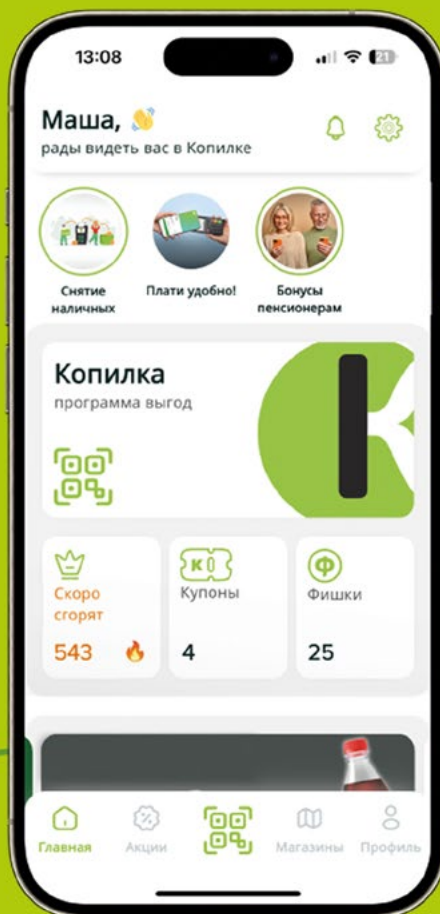 13:08
21
Маша, 👋
рады видеть вас в Копилке
Снятие
наличных
Плати удобно!
Бонусы
пенсионерам
Копилка
программа выгод
К
Скоро
сгорят
543
К
Купоны
4
Ф
Фишки
25
Главная
Акции
Магазины
Профиль